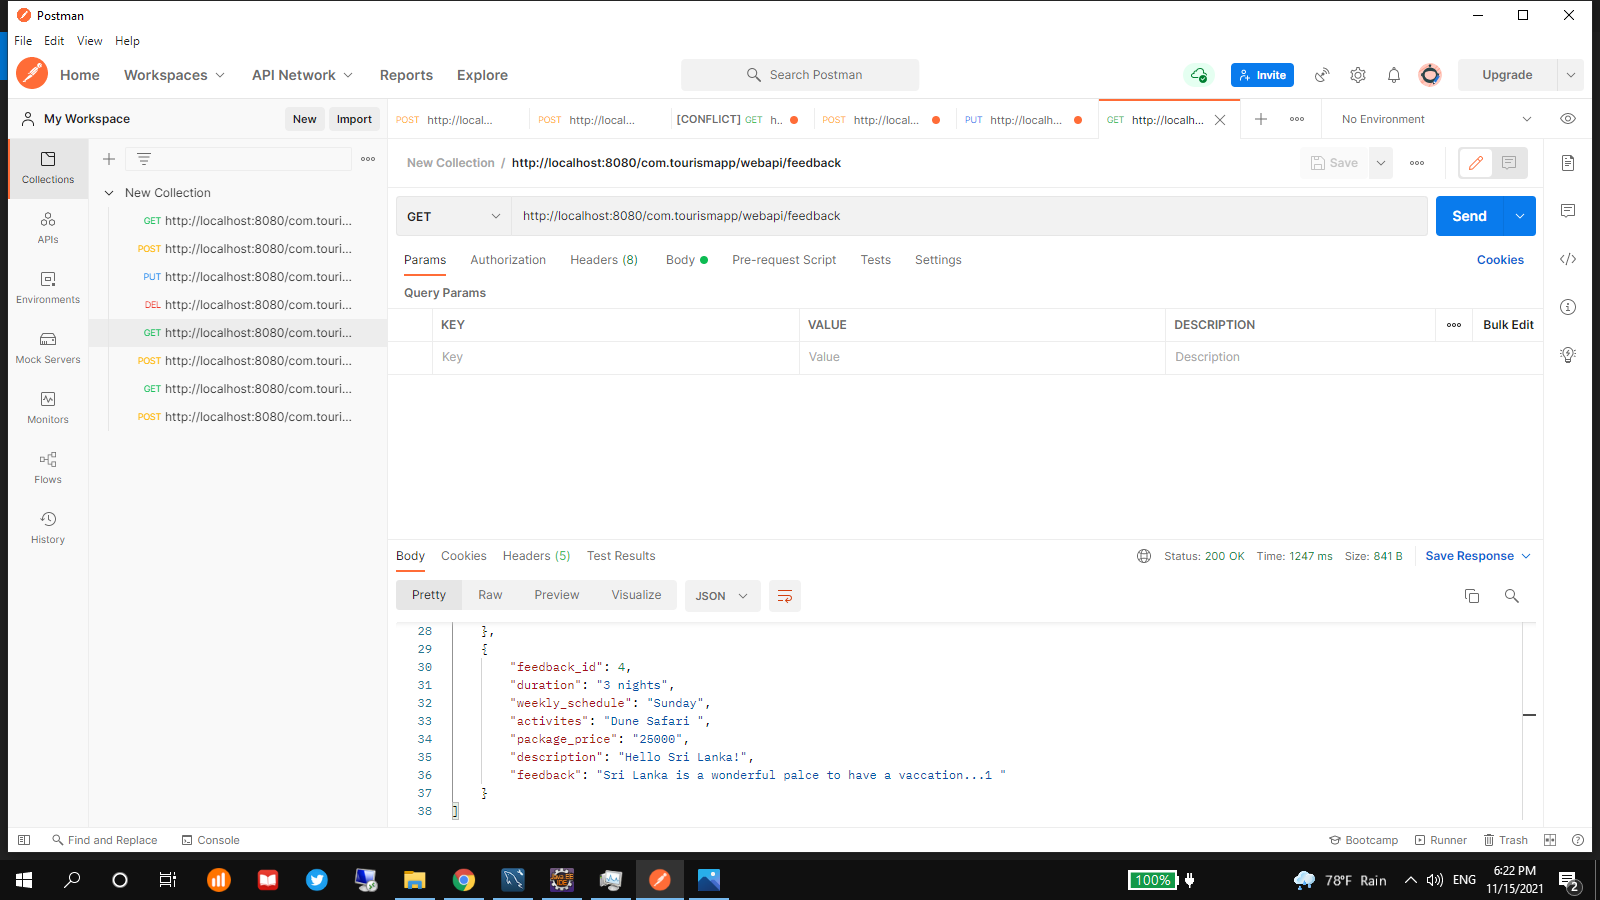 Postman
File Edit View Help
Home Workspaces API Network Reports Explore Search Postman Invite Upgrade
My Workspace New Import POST http://local... POST http://local... [CONFLICT] GET h.. POST http://local... PUT http://localh... GET http://localh... No Environment
New Collection / http://localhost:8080/com.tourismapp/webapi/feedback Save
Collections
APIs
Environments
Mock Servers
Monitors
Flows
History
New Collection
GET http://localhost:8080/com.touri...
POST http://localhost:8080/com.touri...
PUT http://localhost:8080/com.touri...
DEL http://localhost:8080/com.touri...
GET http://localhost:8080/com.touri...
POST http://localhost:8080/com.touri...
GET http://localhost:8080/com.touri...
POST http://localhost:8080/com.touri...
GET http://localhost:8080/com.tourismapp/webapi/feedback Send
Params Authorization Headers (8) Body Pre-request Script Tests Settings Cookies
Query Params
KEY VALUE DESCRIPTION Bulk Edit
Key Value Description
Body Cookies Headers (5) Test Results Status: 200 OK Time: 1247 ms Size: 841 B Save Response
Pretty Raw Preview Visualize JSON
28 },
29 {
30 "feedback_id": 4,
31 "duration": "3 nights",
32 "weekly_schedule": "Sunday",
33 "activites": "Dune Safari ",
34 "package_price": "25000",
35 "description": "Hello Sri Lanka!",
36 "feedback": "Sri Lanka is a wonderful palce to have a vaccation...1 "
37 }
38 ]
Find and Replace Console Bootcamp Runner Trash
100% 78°F Rain ENG 6:22 PM
11/15/2021 2